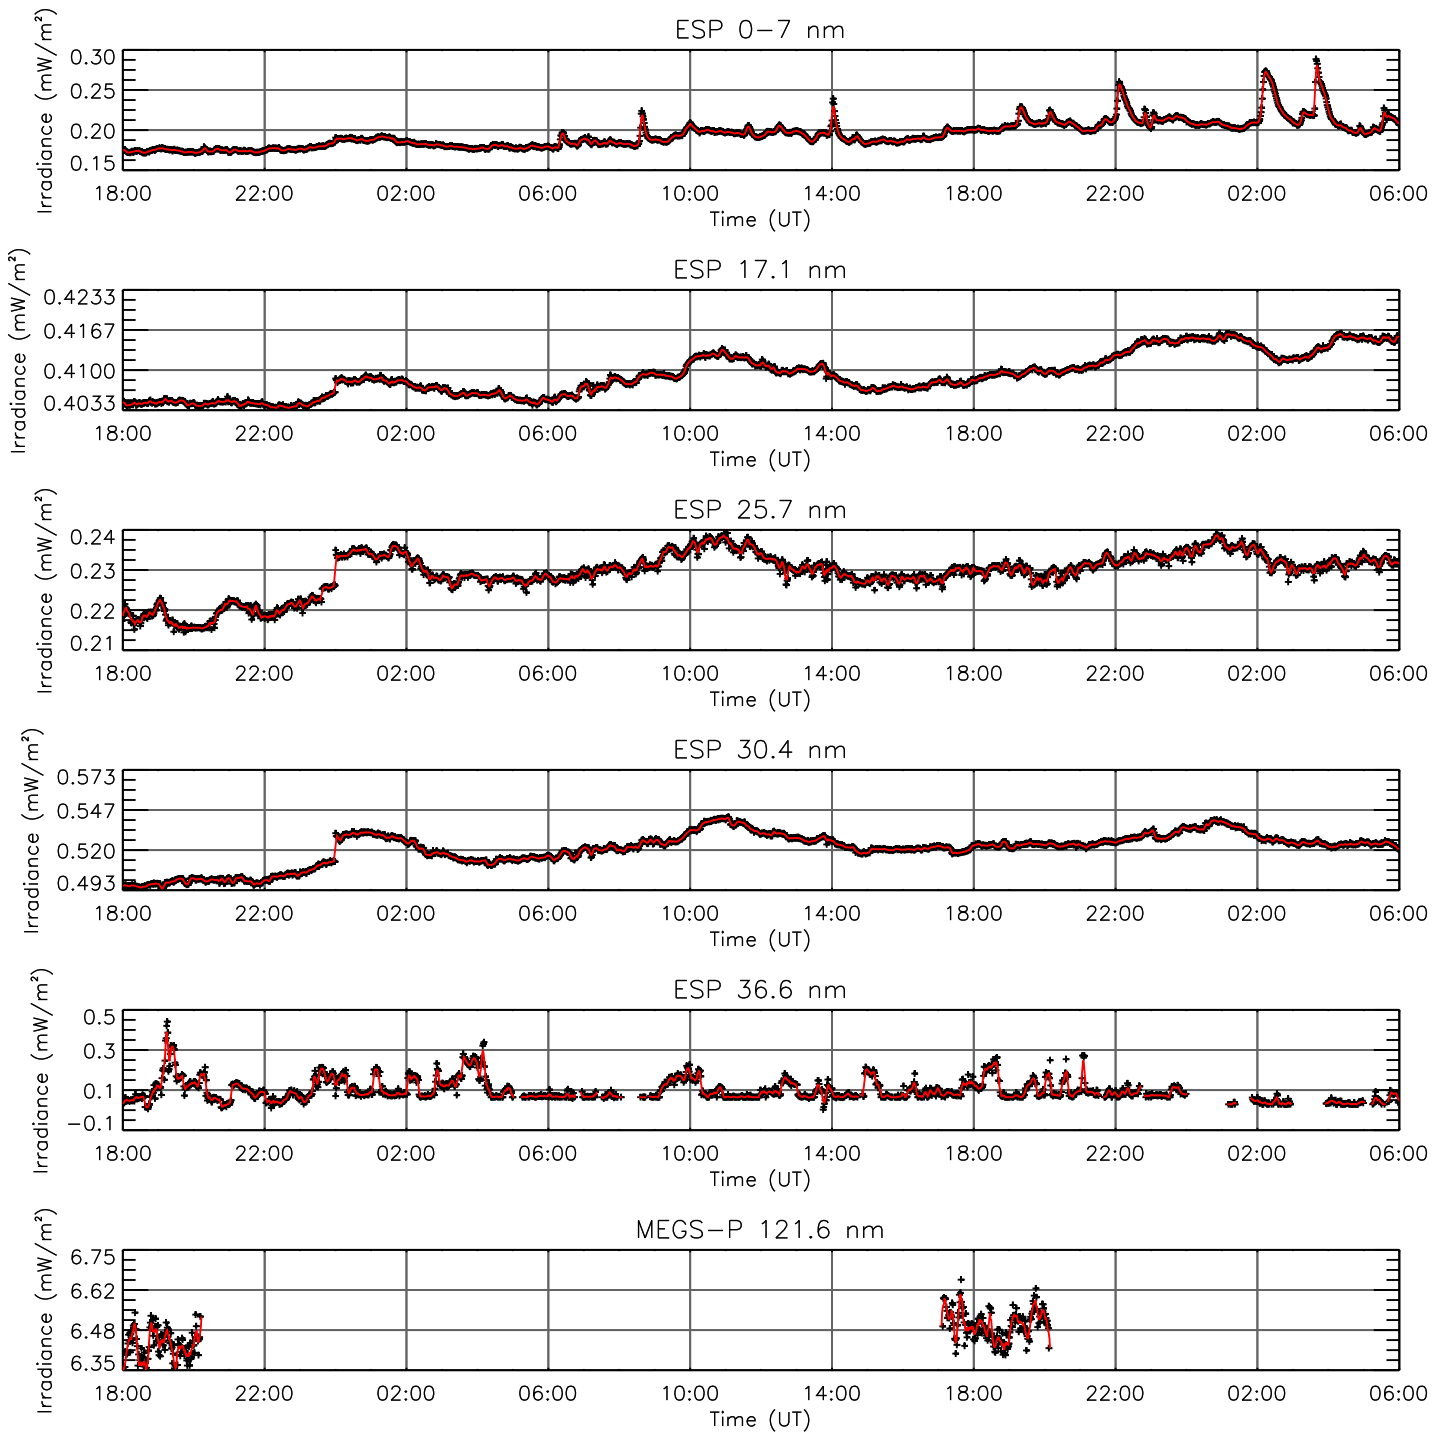 ESP 0−7 nm
Irradiance (mW/m²)
0.30
0.25
0.20
0.15
18:00 22:00 02:00 06:00 10:00 14:00 18:00 22:00 02:00 06:00
Time (UT)
ESP 17.1 nm
Irradiance (mW/m²)
0.4233
0.4167
0.4100
0.4033
18:00 22:00 02:00 06:00 10:00 14:00 18:00 22:00 02:00 06:00
Time (UT)
ESP 25.7 nm
Irradiance (mW/m²)
0.24
0.23
0.22
0.21
18:00 22:00 02:00 06:00 10:00 14:00 18:00 22:00 02:00 06:00
Time (UT)
ESP 30.4 nm
Irradiance (mW/m²)
0.573
0.547
0.520
0.493
18:00 22:00 02:00 06:00 10:00 14:00 18:00 22:00 02:00 06:00
Time (UT)
ESP 36.6 nm
Irradiance (mW/m²)
0.5
0.3
0.1
−0.1
18:00 22:00 02:00 06:00 10:00 14:00 18:00 22:00 02:00 06:00
Time (UT)
MEGS−P 121.6 nm
Irradiance (mW/m²)
6.75
6.62
6.48
6.35
18:00 22:00 02:00 06:00 10:00 14:00 18:00 22:00 02:00 06:00
Time (UT)